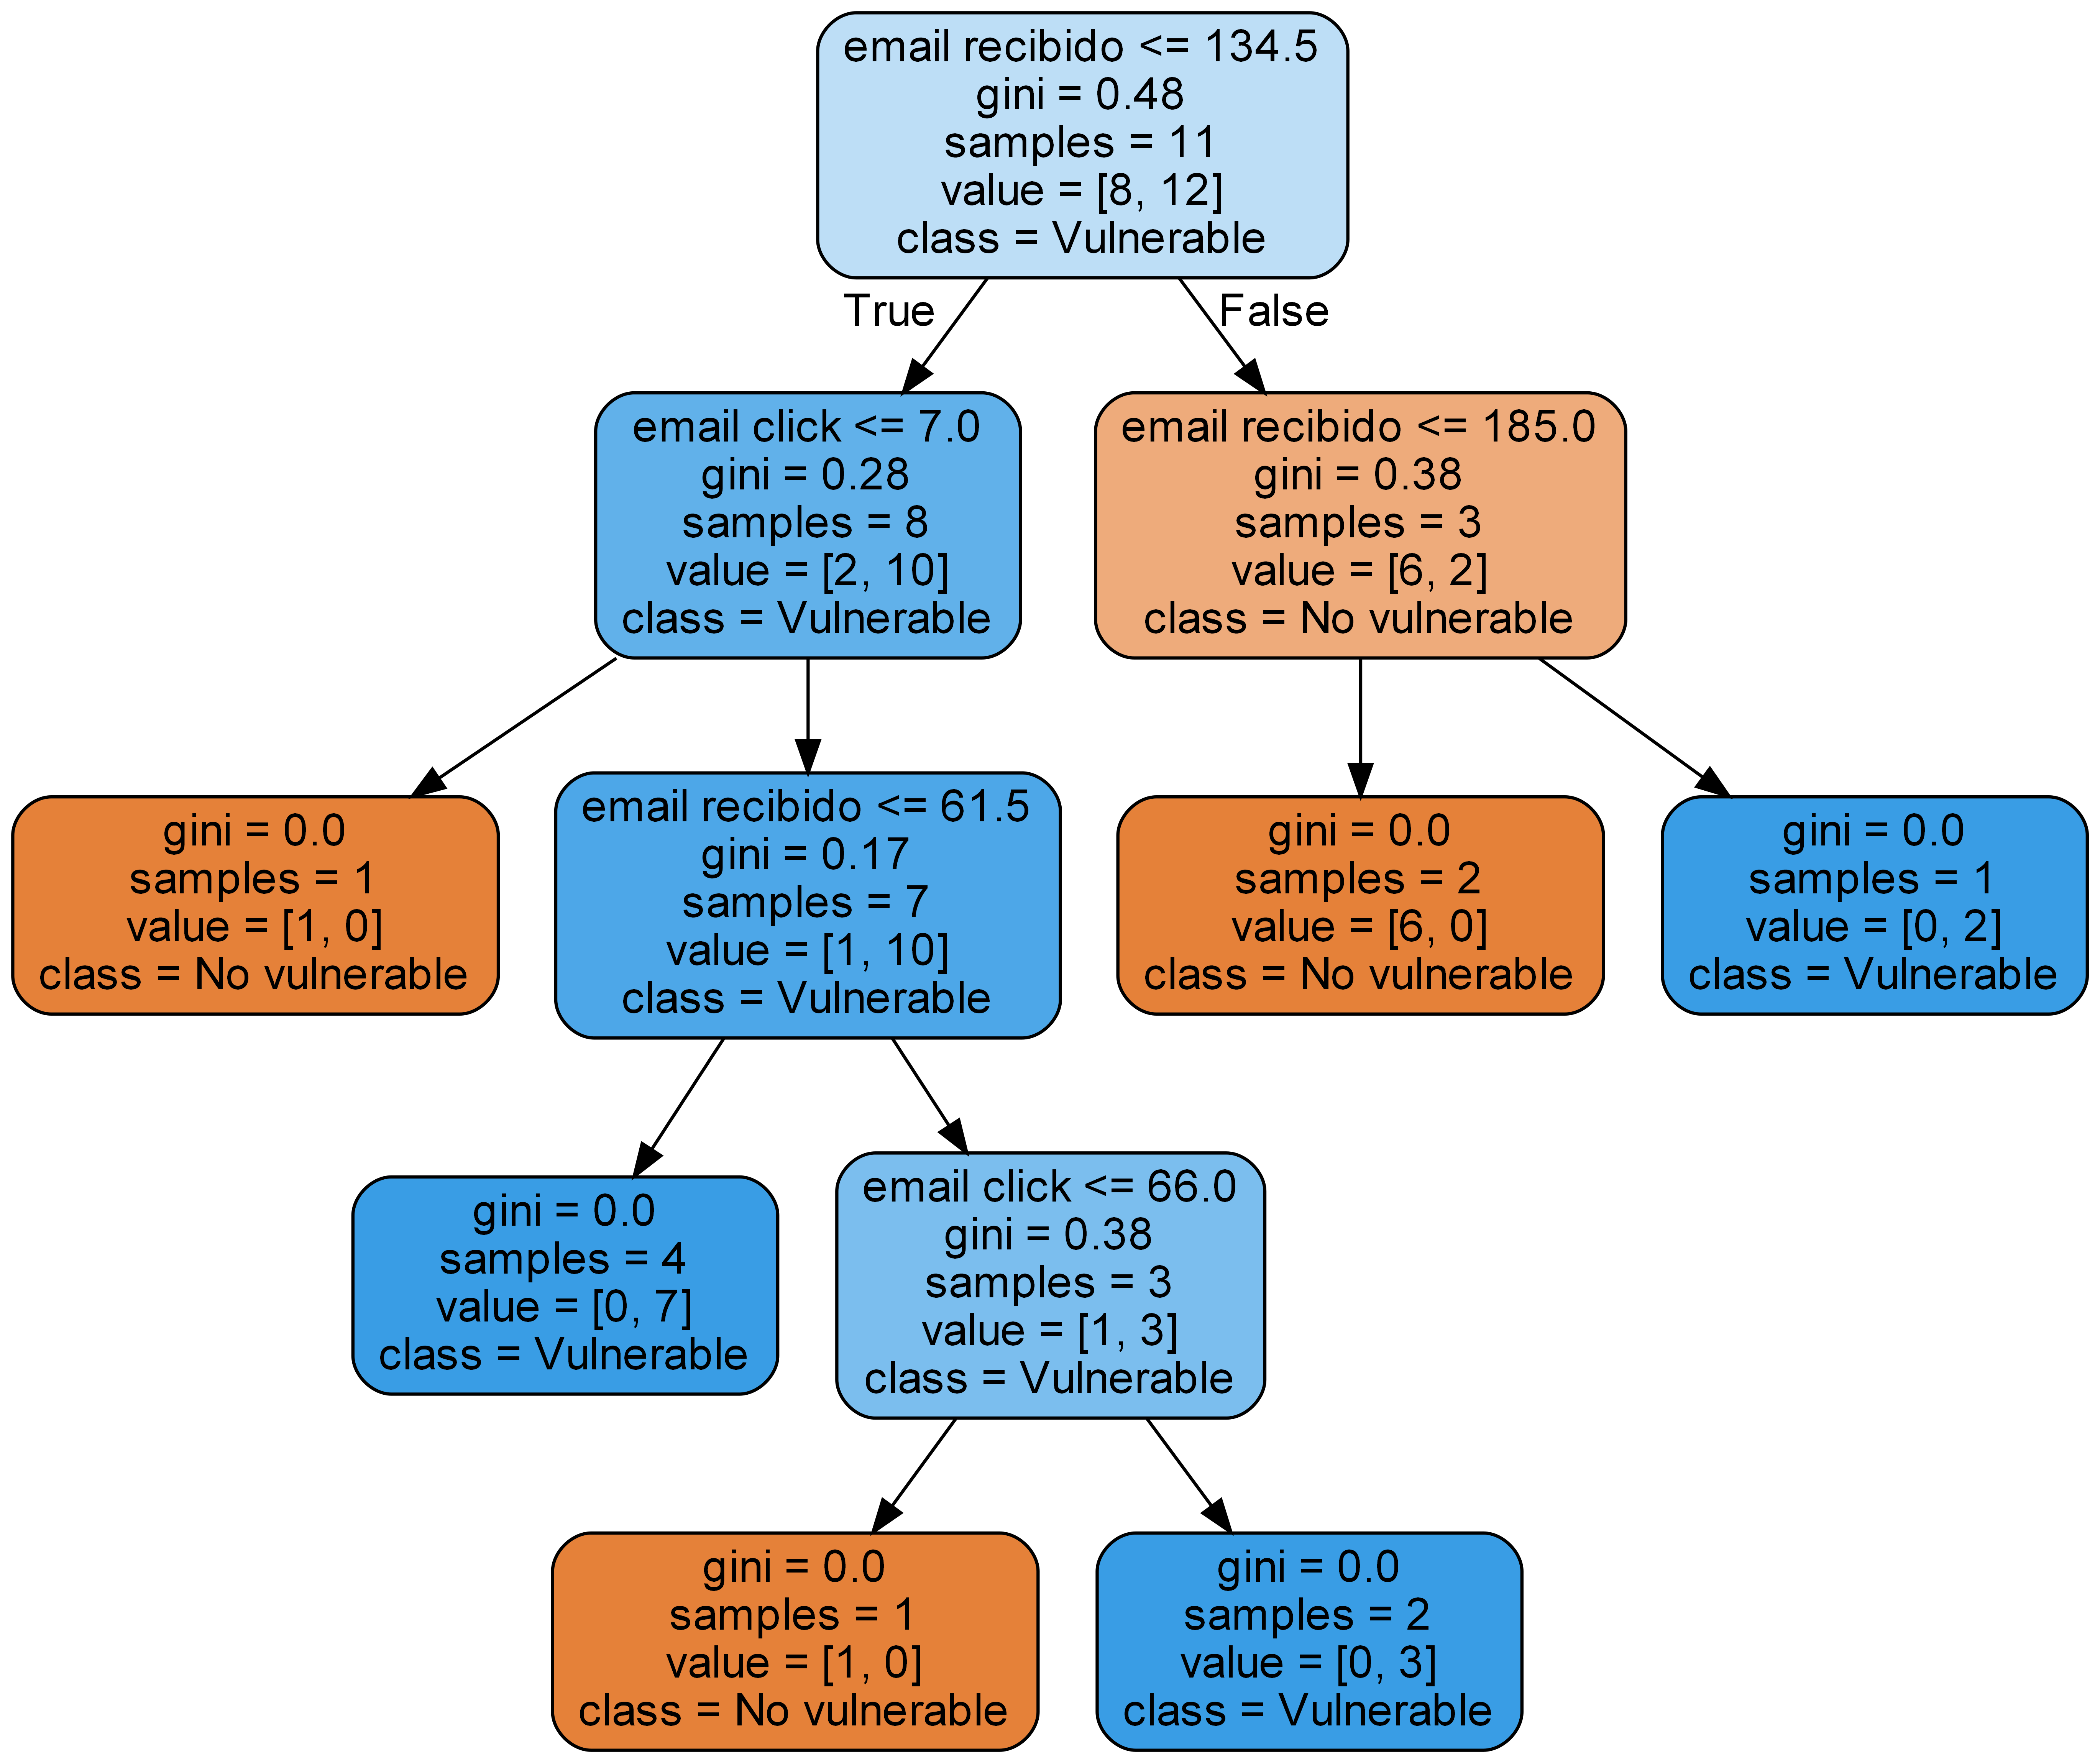 email recibido <= 134.5
gini = 0.48
samples = 11
value = [8, 12]
class = Vulnerable
True
False
email click <= 7.0
gini = 0.28
samples = 8
value = [2, 10]
class = Vulnerable
email recibido <= 185.0
gini = 0.38
samples = 3
value = [6, 2]
class = No vulnerable
gini = 0.0
samples = 1
value = [1, 0]
class = No vulnerable
email recibido <= 61.5
gini = 0.17
samples = 7
value = [1, 10]
class = Vulnerable
gini = 0.0
samples = 2
value = [6, 0]
class = No vulnerable
gini = 0.0
samples = 1
value = [0, 2]
class = Vulnerable
gini = 0.0
samples = 4
value = [0, 7]
class = Vulnerable
email click <= 66.0
gini = 0.38
samples = 3
value = [1, 3]
class = Vulnerable
gini = 0.0
samples = 1
value = [1, 0]
class = No vulnerable
gini = 0.0
samples = 2
value = [0, 3]
class = Vulnerable